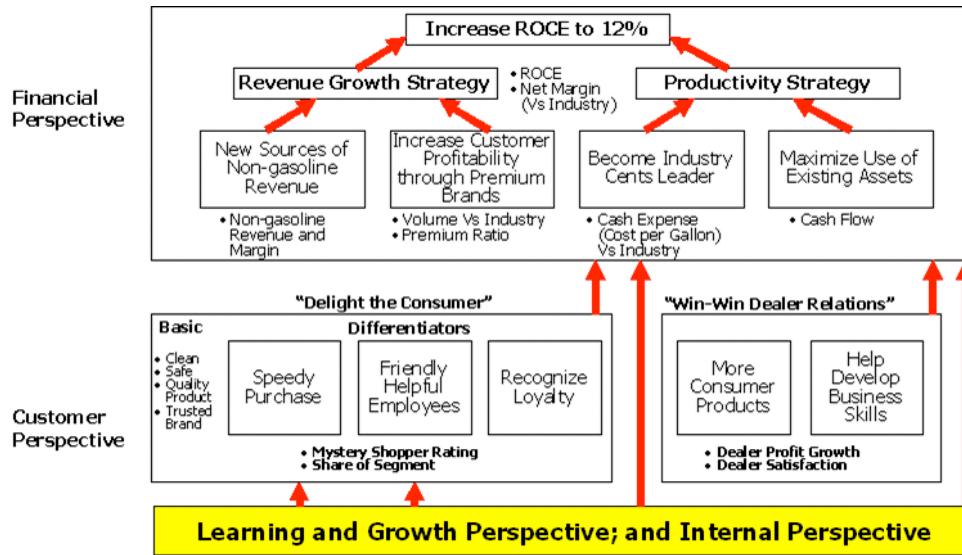 Increase ROCE to 12%
Financial
Perspective
Revenue Growth Strategy
• ROCE
• Net Margin
(Vs Industry)
Productivity Strategy
New Sources of
Non-gasoline
Revenue
Increase Customer
Profitability
through Premium
Brands
Become Industry
Cents Leader
Maximize Use of
Existing Assets
• Non-gasoline
Revenue and
Margin
• Volume Vs Industry
• Premium Ratio
• Cash Expense
(Cost per Gallon)
Vs Industry
• Cash Flow
Customer
Perspective
“Delight the Consumer”
Basic
• Clean
• Safe
• Quality
Product
• Trusted
Brand
Differentiators
Speedy
Purchase
Friendly
Helpful
Employees
Recognize
Loyalty
• Mystery Shopper Rating
• Share of Segment
“Win-Win Dealer Relations”
More
Consumer
Products
Help
Develop
Business
Skills
• Dealer Profit Growth
• Dealer Satisfaction
Learning and Growth Perspective; and Internal Perspective